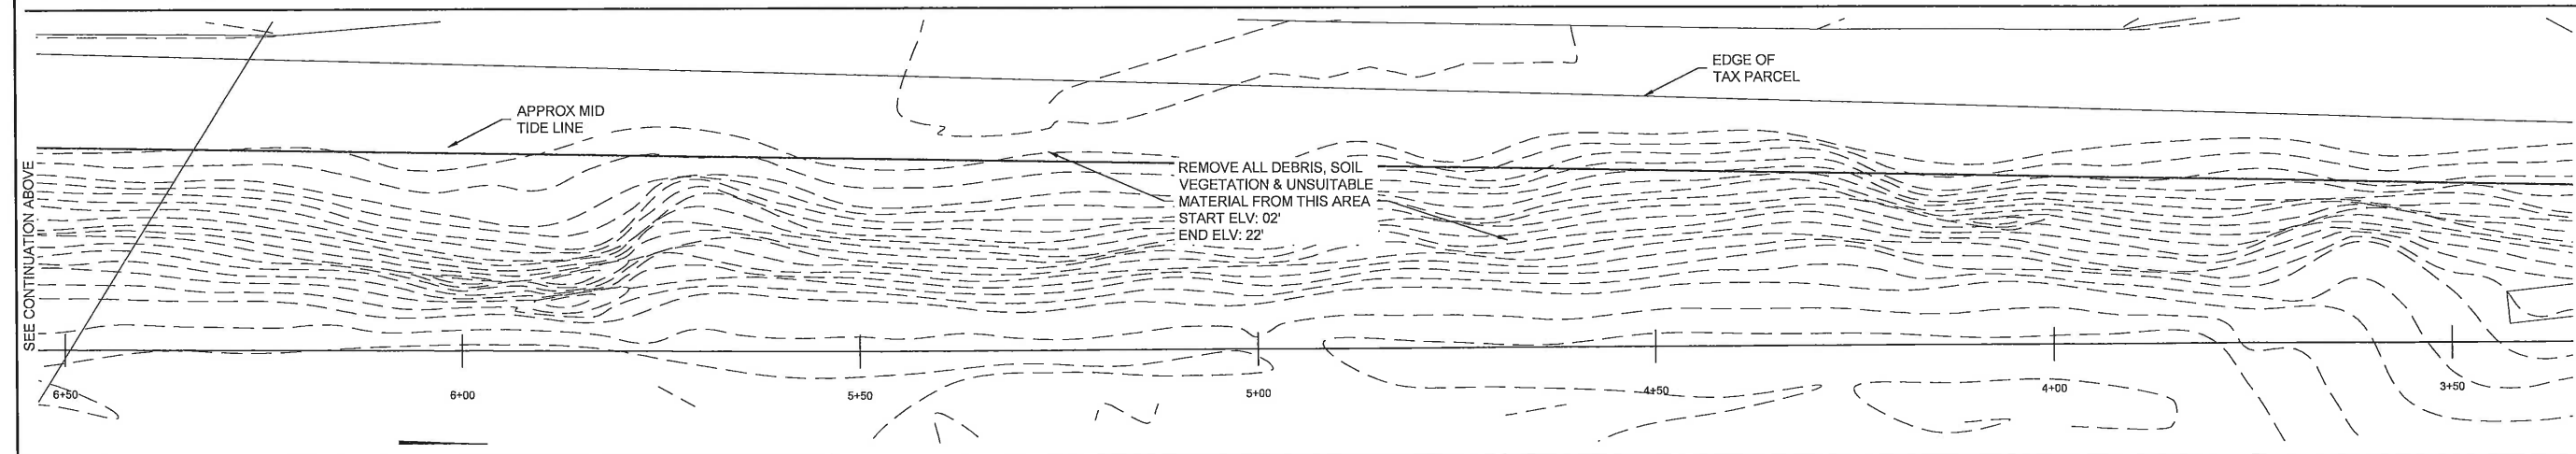 EDGE OF
TAX PARCEL
APPROX MID
TIDE LINE
SEE CONTINUATION ABOVE
REMOVE ALL DEBRIS, SOIL
VEGETATION & UNSUITABLE
MATERIAL FROM THIS AREA
START ELV: 02'
END ELV: 22'
6+50
6+00
5+50
5+00
4+50
4+00
3+50